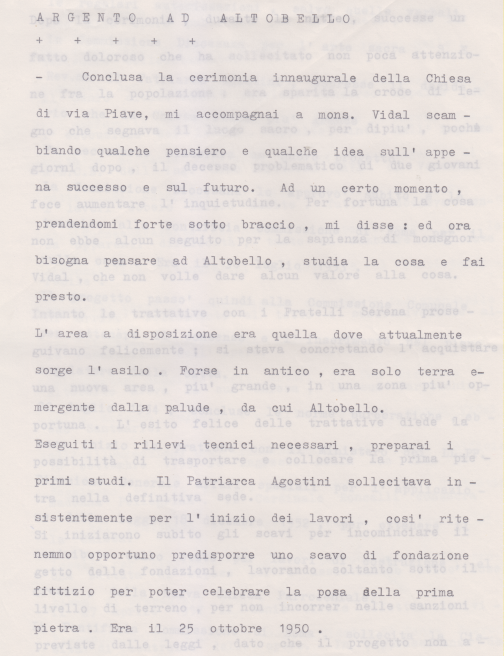 A R G E N T O   A D   A L T O B E L L O
+ + + + +
- Conclusa la cerimonia innaugurale della Chiesa
di via Piave, mi accompagnai a mons. Vidal scam -
biando qualche pensiero e qualche idea sull' appe -
na successo e sul futuro. Ad un certo momento ,
prendendomi forte sotto braccio , mi disse : ed ora
bisogna pensare ad Altobello , studia la cosa e fai
presto.
L' area a disposizione era quella dove attualmente
sorge l' asilo . Forse in antico , era solo terra e-
mergente dalla palude , da cui Altobello.
Eseguiti i rilievi tecnici necessari , preparai i
primi studi. Il Patriarca Agostini sollecitava in -
sistentemente per l' inizio dei lavori , cosi' rite -
nemmo opportuno predisporre uno scavo di fondazione
fittizio per poter celebrare la posa della prima
pietra . Era il 25 ottobre 1950 .